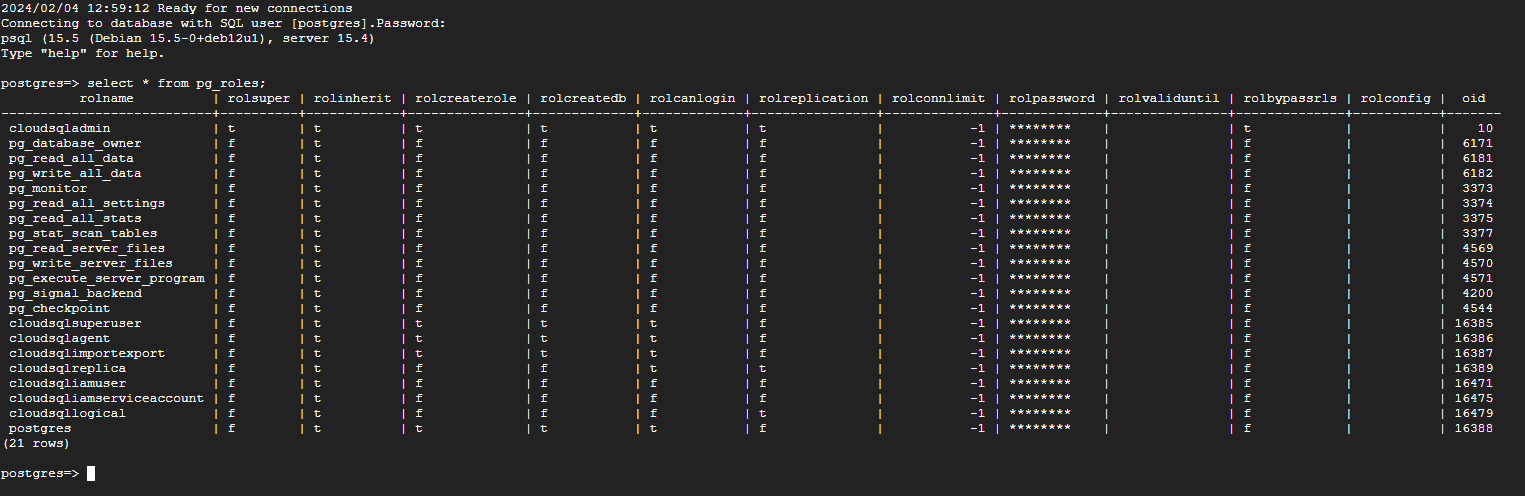 2024/02/04 12:59:12 Ready for new connections
Connecting to database with SQL user [postgres].Password:
psql (15.5 (Debian 15.5-0+deb12u1), server 15.4)
Type "help" for help.

postgres=> select * from pg_roles;
          rolname          | rolsuper | rolinherit | rolcreaterole | rolcreatedb | rolcanlogin | rolreplication | rolconnlimit | rolpassword | rolvaliduntil | rolbypassrls | rolconfig |  oid
---------------------------+----------+------------+---------------+-------------+-------------+----------------+--------------+-------------+---------------+--------------+-----------+-------
 cloudsqladmin             | t        | t          | t             | t           | t           | t              |           -1 | ********    |               | t            |           |    10
 pg_database_owner         | f        | t          | f             | f           | f           | f              |           -1 | ********    |               | f            |           |  6171
 pg_read_all_data          | f        | t          | f             | f           | f           | f              |           -1 | ********    |               | f            |           |  6181
 pg_write_all_data         | f        | t          | f             | f           | f           | f              |           -1 | ********    |               | f            |           |  6182
 pg_monitor                | f        | t          | f             | f           | f           | f              |           -1 | ********    |               | f            |           |  3373
 pg_read_all_settings      | f        | t          | f             | f           | f           | f              |           -1 | ********    |               | f            |           |  3374
 pg_read_all_stats         | f        | t          | f             | f           | f           | f              |           -1 | ********    |               | f            |           |  3375
 pg_stat_scan_tables       | f        | t          | f             | f           | f           | f              |           -1 | ********    |               | f            |           |  3377
 pg_read_server_files      | f        | t          | f             | f           | f           | f              |           -1 | ********    |               | f            |           |  4569
 pg_write_server_files     | f        | t          | f             | f           | f           | f              |           -1 | ********    |               | f            |           |  4570
 pg_execute_server_program | f        | t          | f             | f           | f           | f              |           -1 | ********    |               | f            |           |  4571
 pg_signal_backend         | f        | t          | f             | f           | f           | f              |           -1 | ********    |               | f            |           |  4200
 pg_checkpoint             | f        | t          | f             | f           | f           | f              |           -1 | ********    |               | f            |           |  4544
 cloudsqlsuperuser         | f        | t          | t             | t           | t           | f              |           -1 | ********    |               | f            |           | 16385
 cloudsqlagent             | f        | t          | t             | t           | t           | f              |           -1 | ********    |               | f            |           | 16386
 cloudsqlimportexport      | f        | t          | t             | t           | t           | f              |           -1 | ********    |               | f            |           | 16387
 cloudsqlreplica           | f        | t          | f             | f           | t           | t              |           -1 | ********    |               | f            |           | 16389
 cloudsqliamuser           | f        | t          | f             | f           | f           | f              |           -1 | ********    |               | f            |           | 16471
 cloudsqliamserviceaccount | f        | t          | f             | f           | f           | f              |           -1 | ********    |               | f            |           | 16475
 cloudsqllogical           | f        | t          | f             | f           | f           | t              |           -1 | ********    |               | f            |           | 16479
 postgres                  | f        | t          | t             | t           | t           | f              |           -1 | ********    |               | f            |           | 16388
(21 rows)

postgres=>